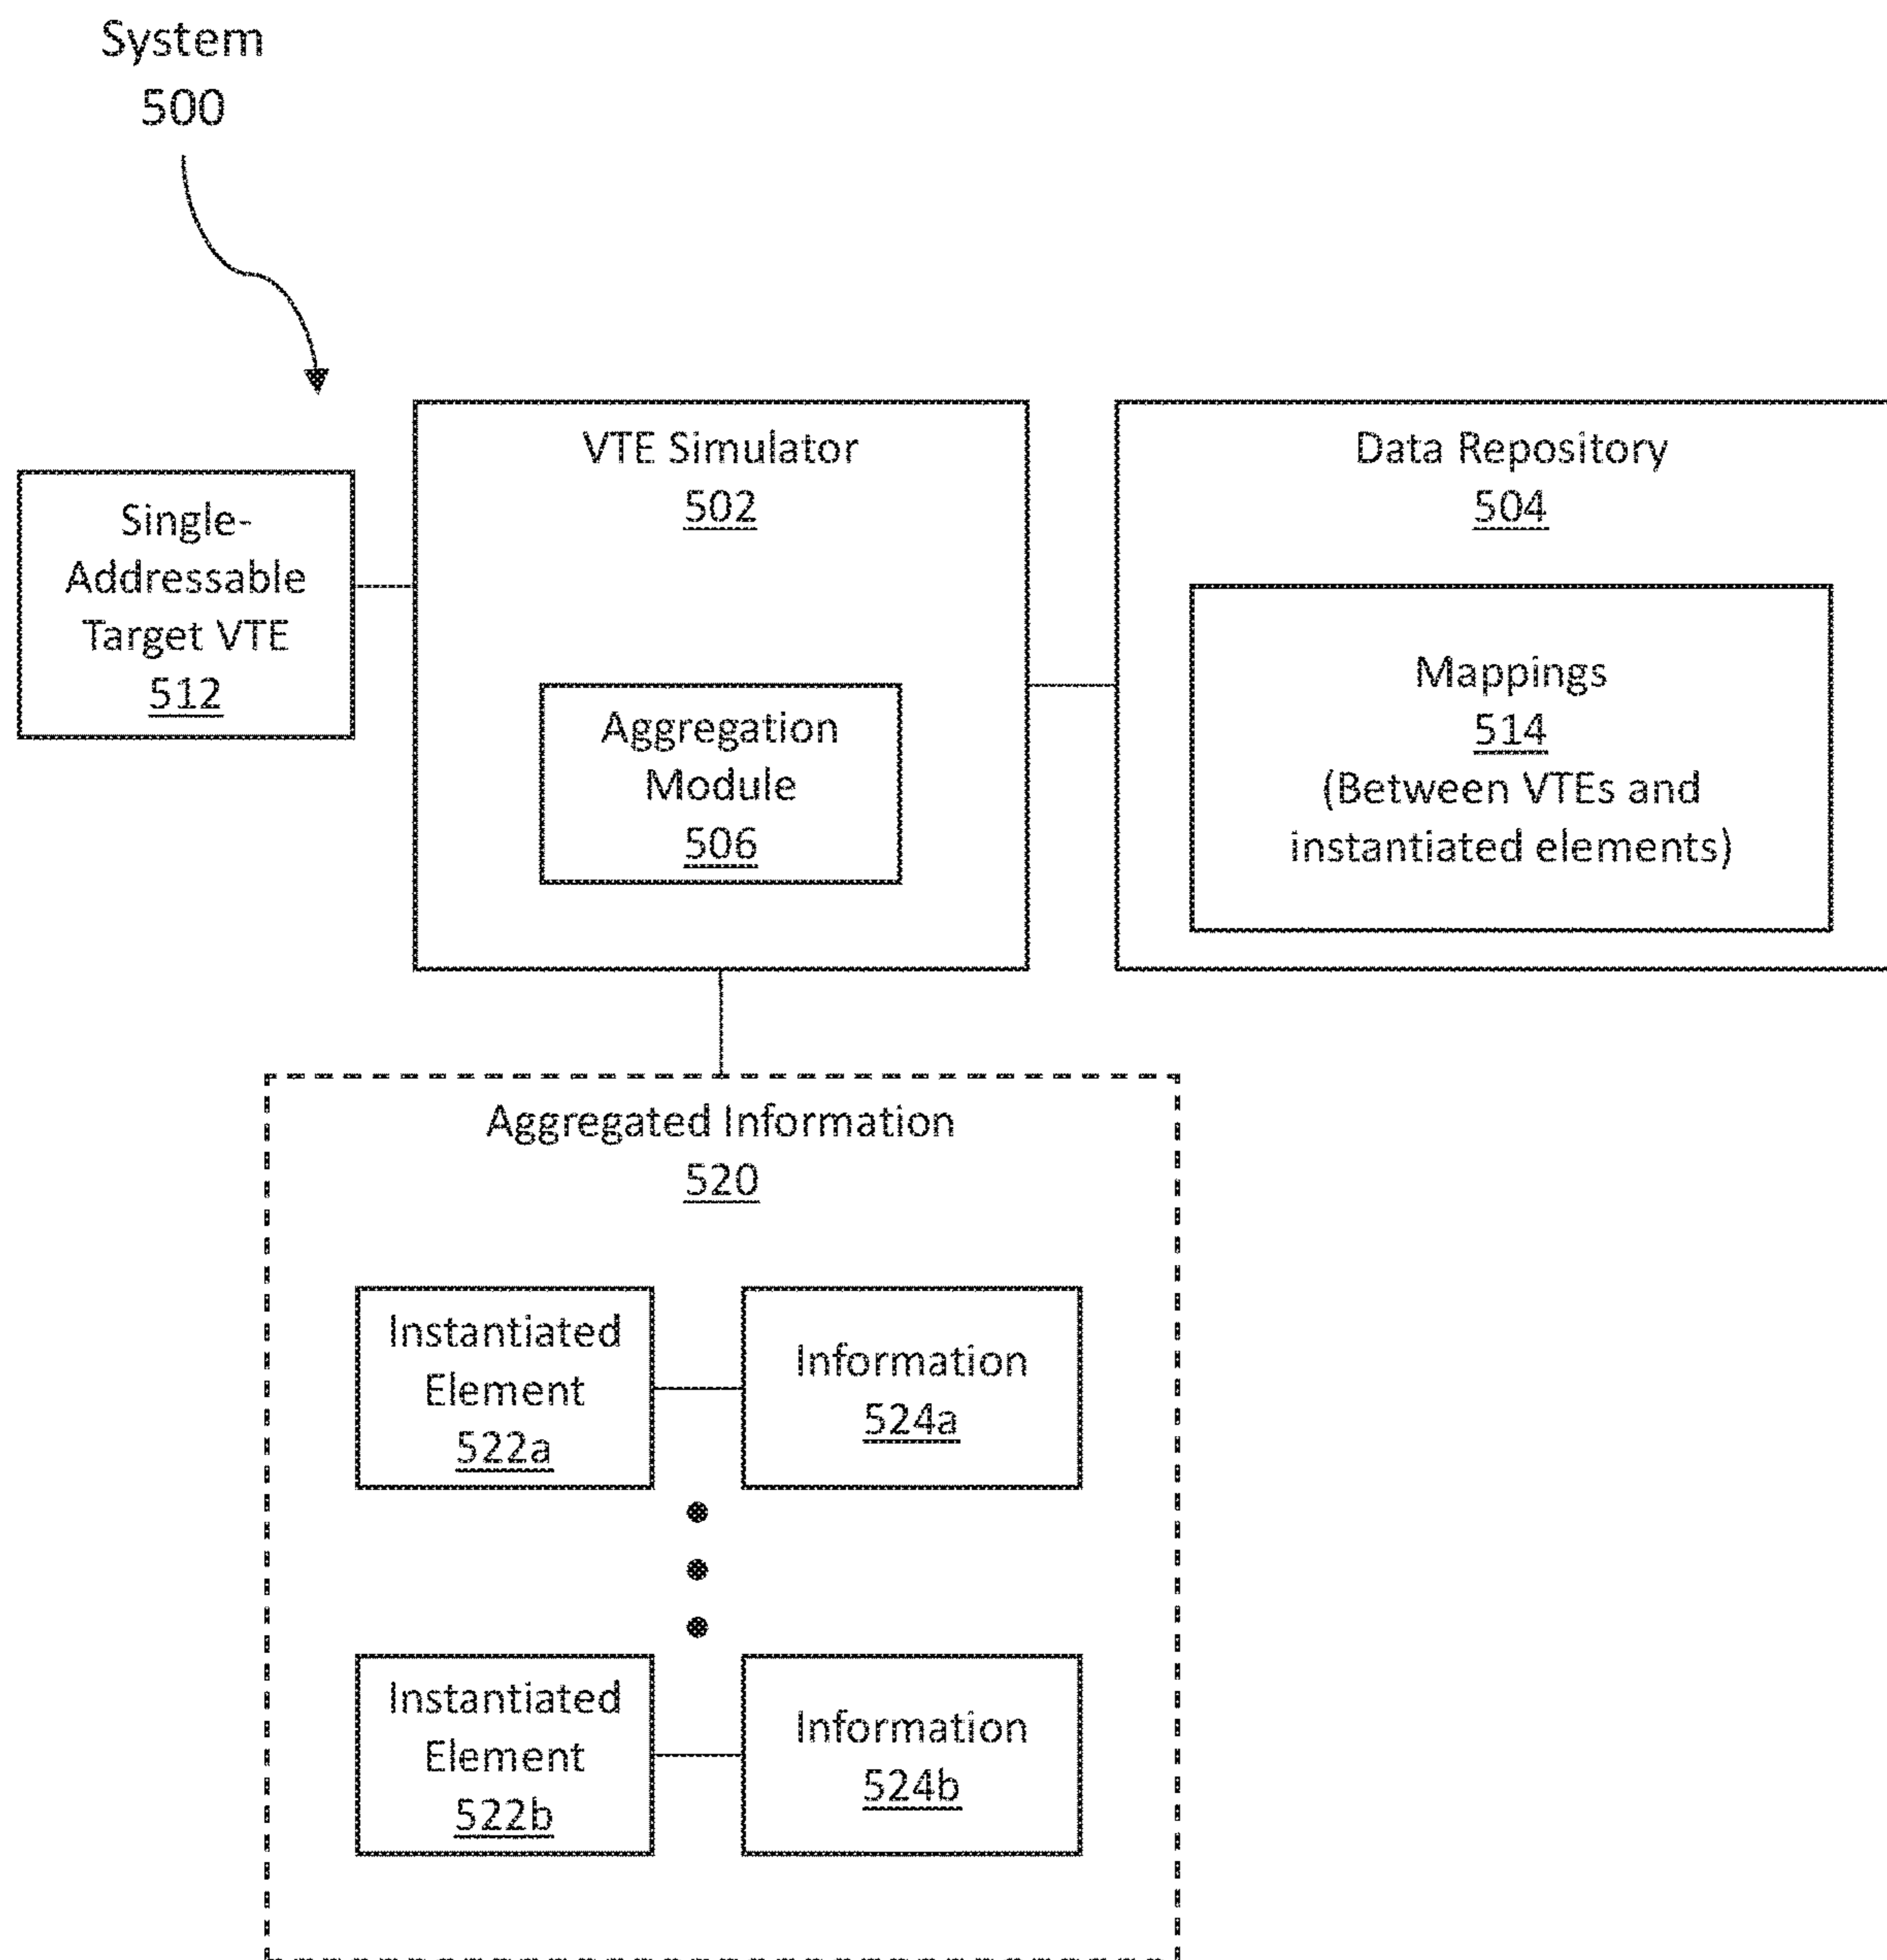 System
500
VTE Simulator
502
Data Repository
504
Single-
Addressable
Target VTE
512
Aggregation
Module
506
Mappings
514
(Between VTEs and
instantiated elements)
Aggregated Information
520
Instantiated
Element
522a
Information
524a
Instantiated
Element
522b
Information
524b